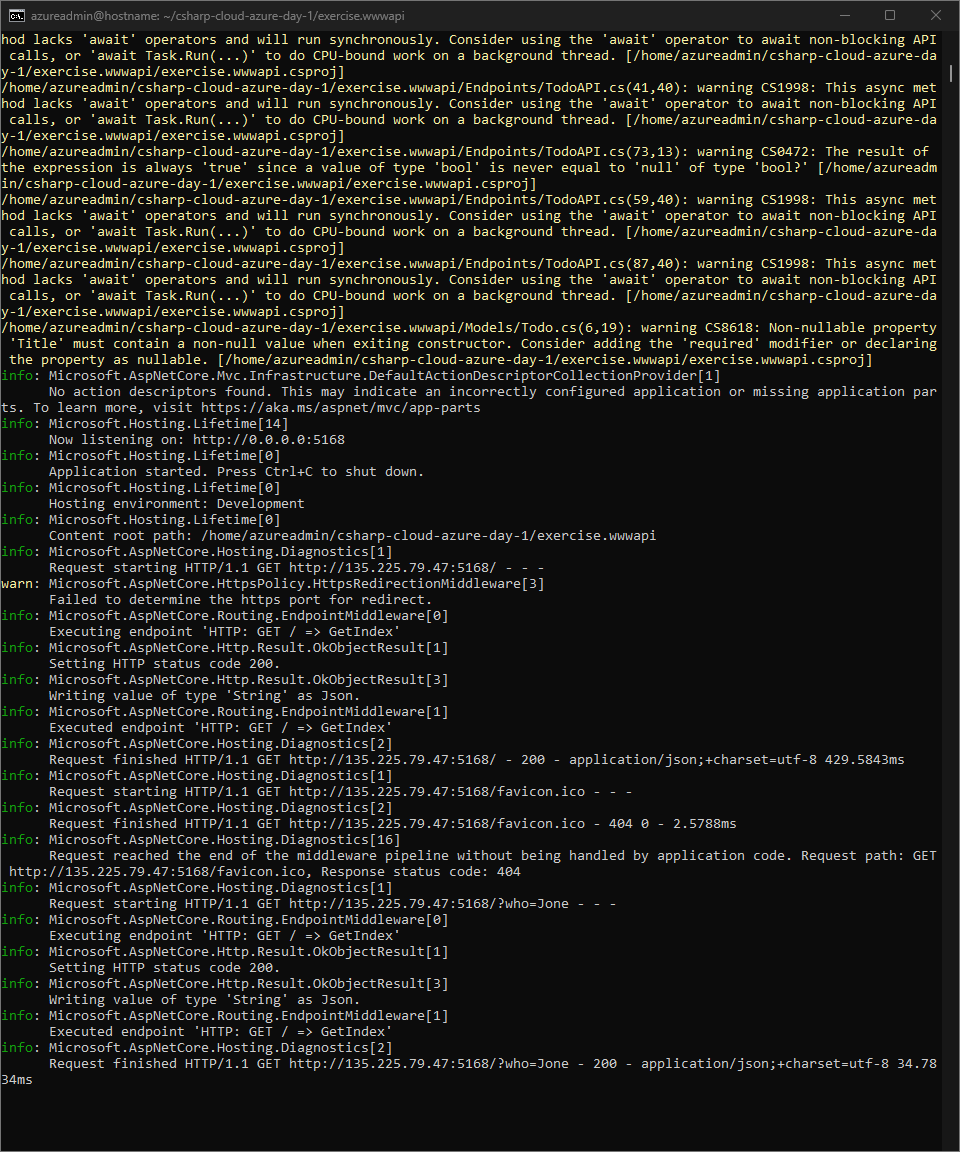 azureadmin@hostname: ~/csharp-cloud-azure-day-1/exercise.wwwapi
hod lacks 'await' operators and will run synchronously. Consider using the 'await' operator to await non-blocking API
 calls, or 'await Task.Run(...)' to do CPU-bound work on a background thread. [/home/azureadmin/csharp-cloud-azure-da
y-1/exercise.wwwapi/exercise.wwwapi.csproj]
/home/azureadmin/csharp-cloud-azure-day-1/exercise.wwwapi/Endpoints/TodoAPI.cs(41,40): warning CS1998: This async met
hod lacks 'await' operators and will run synchronously. Consider using the 'await' operator to await non-blocking API
 calls, or 'await Task.Run(...)' to do CPU-bound work on a background thread. [/home/azureadmin/csharp-cloud-azure-da
y-1/exercise.wwwapi/exercise.wwwapi.csproj]
/home/azureadmin/csharp-cloud-azure-day-1/exercise.wwwapi/Endpoints/TodoAPI.cs(73,13): warning CS0472: The result of
the expression is always 'true' since a value of type 'bool' is never equal to 'null' of type 'bool?' [/home/azureadm
in/csharp-cloud-azure-day-1/exercise.wwwapi/exercise.wwwapi.csproj]
/home/azureadmin/csharp-cloud-azure-day-1/exercise.wwwapi/Endpoints/TodoAPI.cs(59,40): warning CS1998: This async met
hod lacks 'await' operators and will run synchronously. Consider using the 'await' operator to await non-blocking API
 calls, or 'await Task.Run(...)' to do CPU-bound work on a background thread. [/home/azureadmin/csharp-cloud-azure-da
y-1/exercise.wwwapi/exercise.wwwapi.csproj]
/home/azureadmin/csharp-cloud-azure-day-1/exercise.wwwapi/Endpoints/TodoAPI.cs(87,40): warning CS1998: This async met
hod lacks 'await' operators and will run synchronously. Consider using the 'await' operator to await non-blocking API
 calls, or 'await Task.Run(...)' to do CPU-bound work on a background thread. [/home/azureadmin/csharp-cloud-azure-da
y-1/exercise.wwwapi/exercise.wwwapi.csproj]
/home/azureadmin/csharp-cloud-azure-day-1/exercise.wwwapi/Models/Todo.cs(6,19): warning CS8618: Non-nullable property
 'Title' must contain a non-null value when exiting constructor. Consider adding the 'required' modifier or declaring
 the property as nullable. [/home/azureadmin/csharp-cloud-azure-day-1/exercise.wwwapi/exercise.wwwapi.csproj]
info: Microsoft.AspNetCore.Mvc.Infrastructure.DefaultActionDescriptorCollectionProvider[1]
      No action descriptors found. This may indicate an incorrectly configured application or missing application par
ts. To learn more, visit https://aka.ms/aspnet/mvc/app-parts
info: Microsoft.Hosting.Lifetime[14]
      Now listening on: http://0.0.0.0:5168
info: Microsoft.Hosting.Lifetime[0]
      Application started. Press Ctrl+C to shut down.
info: Microsoft.Hosting.Lifetime[0]
      Hosting environment: Development
info: Microsoft.Hosting.Lifetime[0]
      Content root path: /home/azureadmin/csharp-cloud-azure-day-1/exercise.wwwapi
info: Microsoft.AspNetCore.Hosting.Diagnostics[1]
      Request starting HTTP/1.1 GET http://135.225.79.47:5168/ - - -
warn: Microsoft.AspNetCore.HttpsPolicy.HttpsRedirectionMiddleware[3]
      Failed to determine the https port for redirect.
info: Microsoft.AspNetCore.Routing.EndpointMiddleware[0]
      Executing endpoint 'HTTP: GET / => GetIndex'
info: Microsoft.AspNetCore.Http.Result.OkObjectResult[1]
      Setting HTTP status code 200.
info: Microsoft.AspNetCore.Http.Result.OkObjectResult[3]
      Writing value of type 'String' as Json.
info: Microsoft.AspNetCore.Routing.EndpointMiddleware[1]
      Executed endpoint 'HTTP: GET / => GetIndex'
info: Microsoft.AspNetCore.Hosting.Diagnostics[2]
      Request finished HTTP/1.1 GET http://135.225.79.47:5168/ - 200 - application/json;+charset=utf-8 429.5843ms
info: Microsoft.AspNetCore.Hosting.Diagnostics[1]
      Request starting HTTP/1.1 GET http://135.225.79.47:5168/favicon.ico - - -
info: Microsoft.AspNetCore.Hosting.Diagnostics[2]
      Request finished HTTP/1.1 GET http://135.225.79.47:5168/favicon.ico - 404 0 - 2.5788ms
info: Microsoft.AspNetCore.Hosting.Diagnostics[16]
      Request reached the end of the middleware pipeline without being handled by application code. Request path: GET
 http://135.225.79.47:5168/favicon.ico, Response status code: 404
info: Microsoft.AspNetCore.Hosting.Diagnostics[1]
      Request starting HTTP/1.1 GET http://135.225.79.47:5168/?who=Jone - - -
info: Microsoft.AspNetCore.Routing.EndpointMiddleware[0]
      Executing endpoint 'HTTP: GET / => GetIndex'
info: Microsoft.AspNetCore.Http.Result.OkObjectResult[1]
      Setting HTTP status code 200.
info: Microsoft.AspNetCore.Http.Result.OkObjectResult[3]
      Writing value of type 'String' as Json.
info: Microsoft.AspNetCore.Routing.EndpointMiddleware[1]
      Executed endpoint 'HTTP: GET / => GetIndex'
info: Microsoft.AspNetCore.Hosting.Diagnostics[2]
      Request finished HTTP/1.1 GET http://135.225.79.47:5168/?who=Jone - 200 - application/json;+charset=utf-8 34.78
34ms